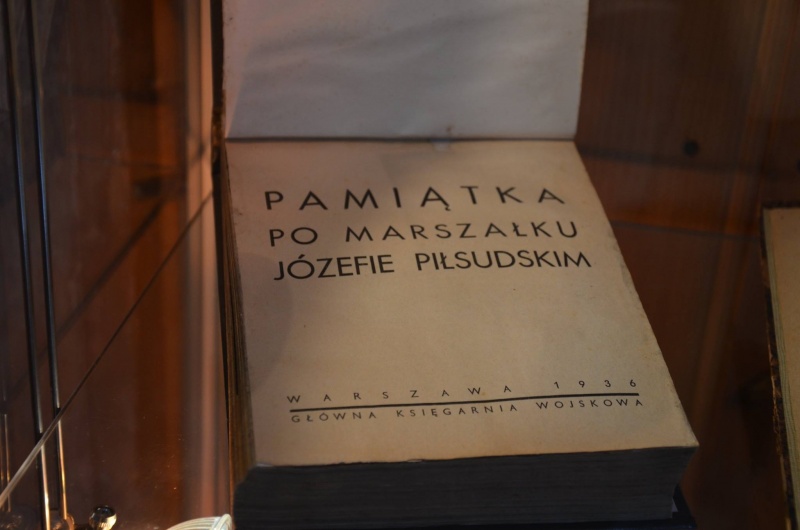 PAMIĄTKA
PO MARSZAŁKU
JÓZEFIE PIŁSUDSKIM
WARSZAWA 1936
GŁÓWNA KSIĘGARNIA WOJSKOWA